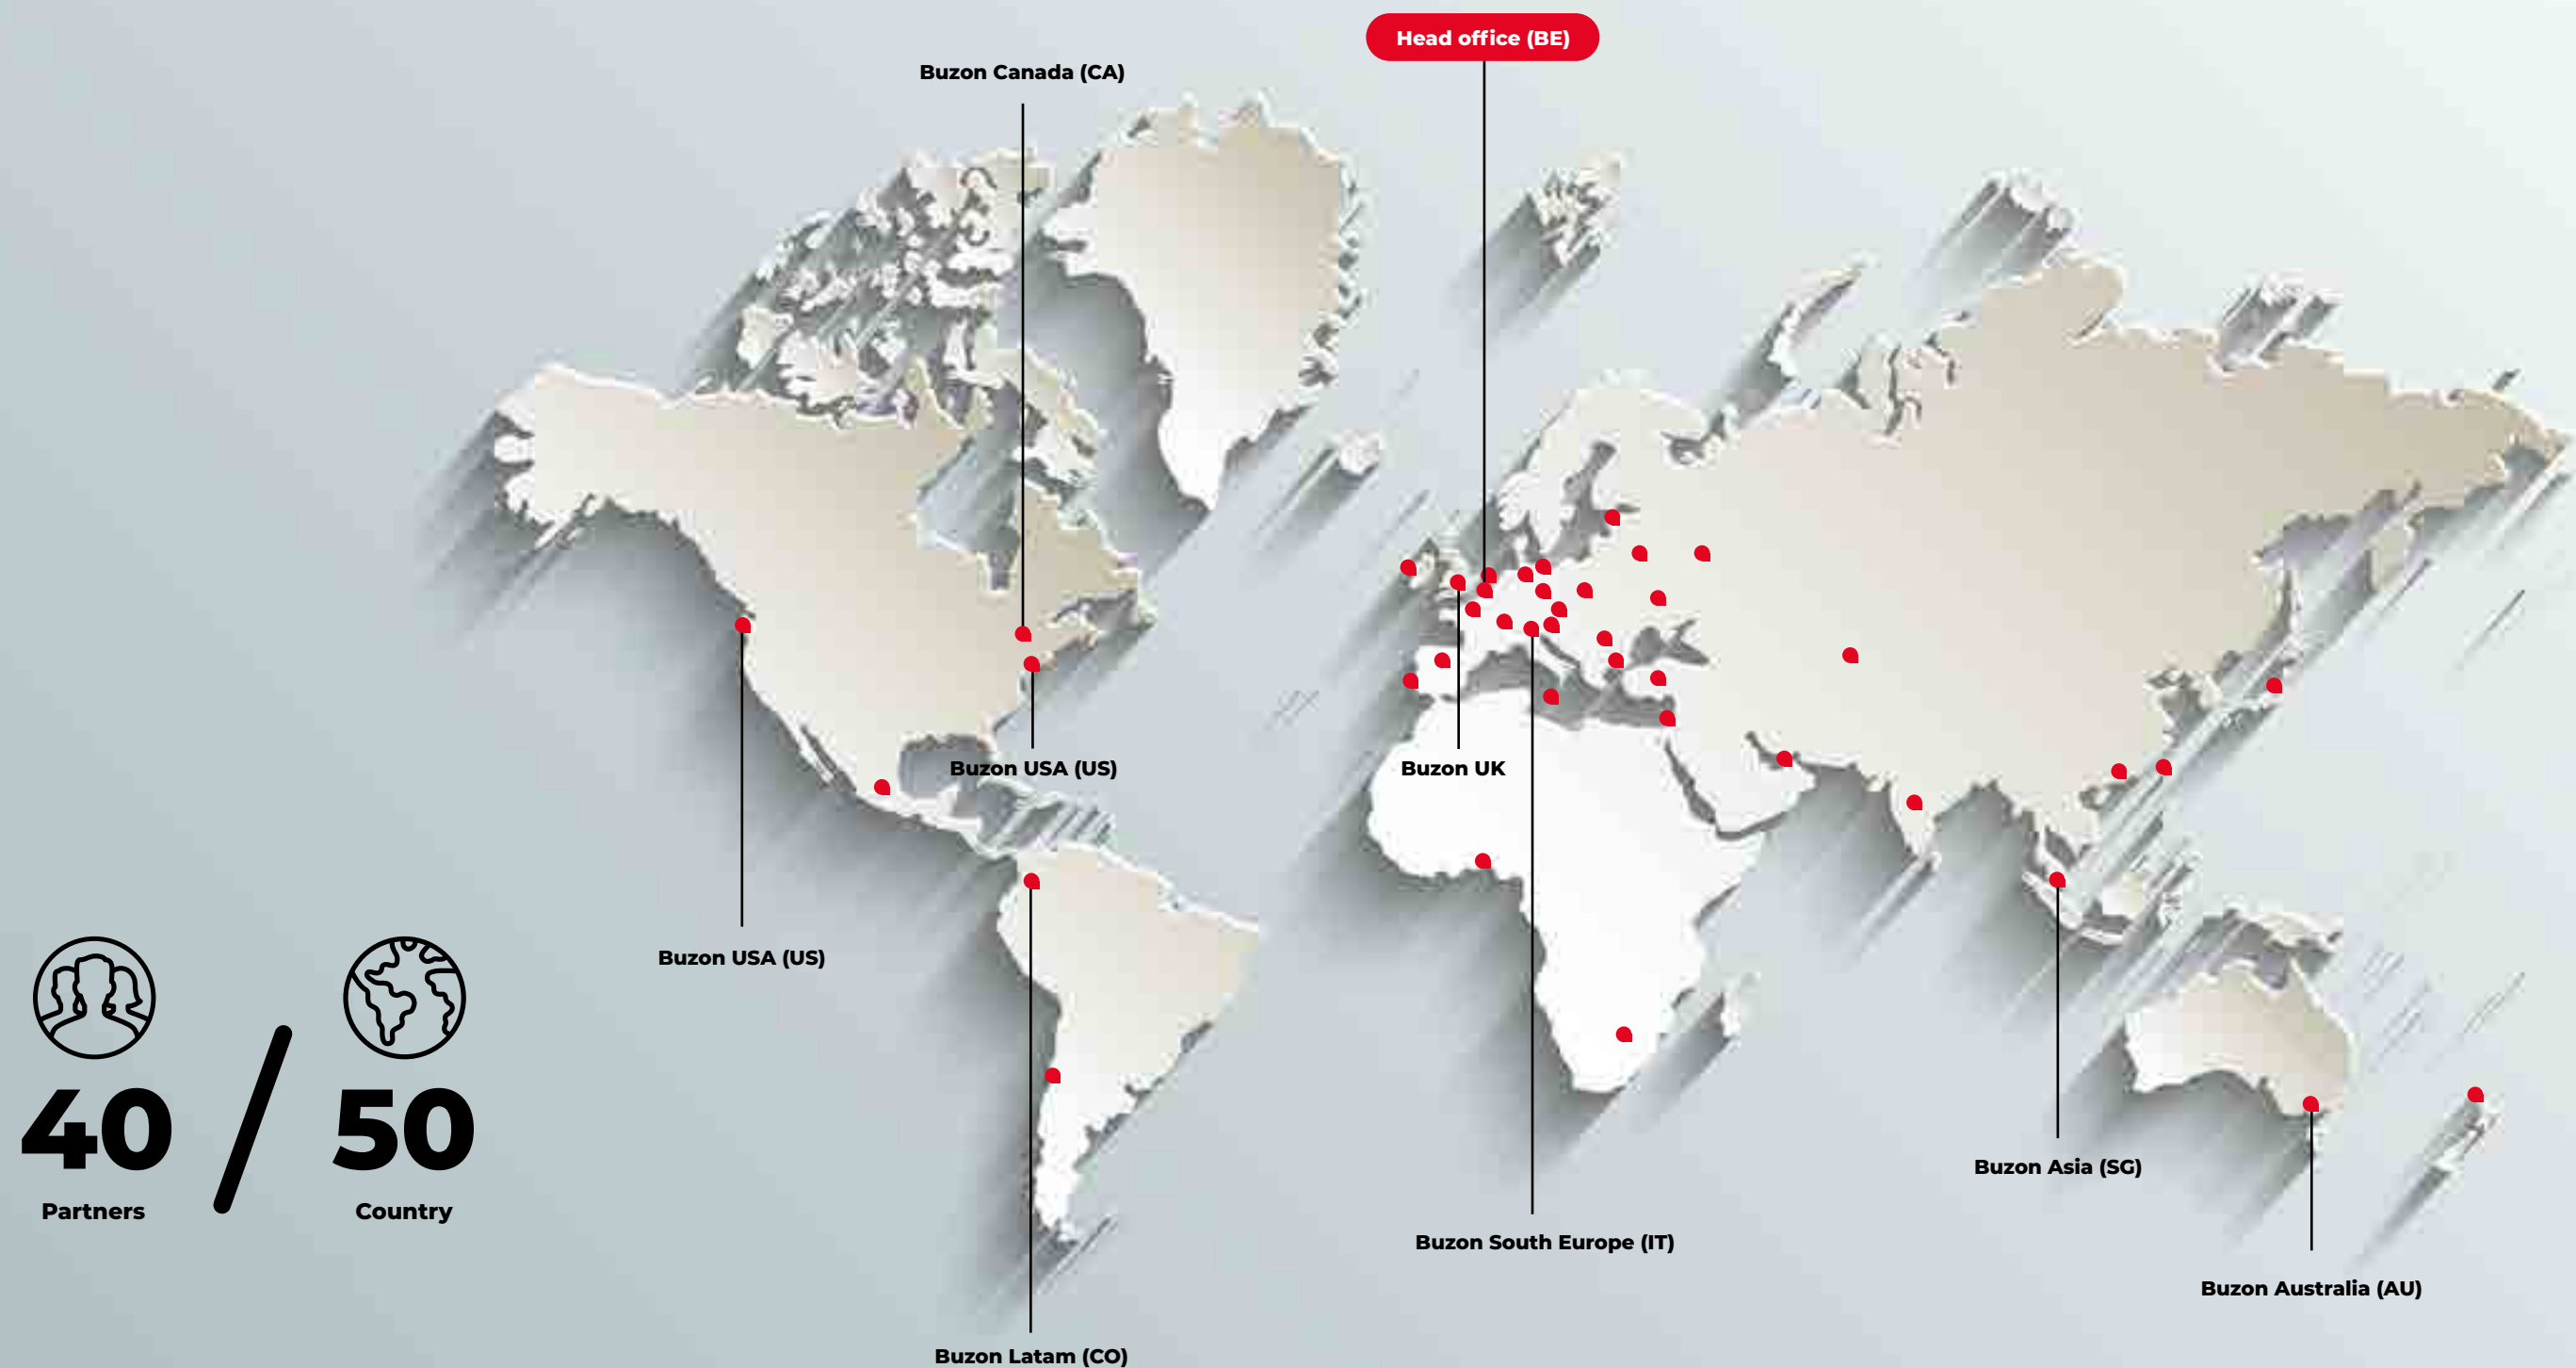 Head office (BE)
Buzon Canada (CA)
Buzon USA (US)
Buzon UK
Buzon USA (US)
40
50
Partners
Country
Buzon Asia (SG)
Buzon South Europe (IT)
Buzon Australia (AU)
Buzon Latam (CO)